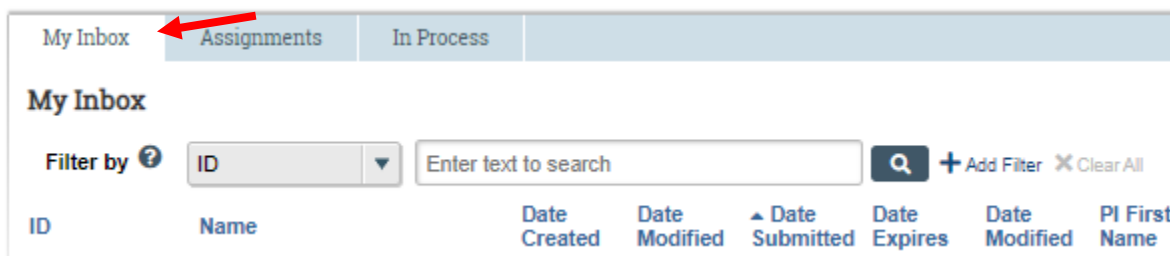 My Inbox Assignments In Process
My Inbox
Filter by ? ID Enter text to search + Add Filter Clear All
ID Name Date Created Date Modified Date Submitted Date Expires Date Modified PI First Name